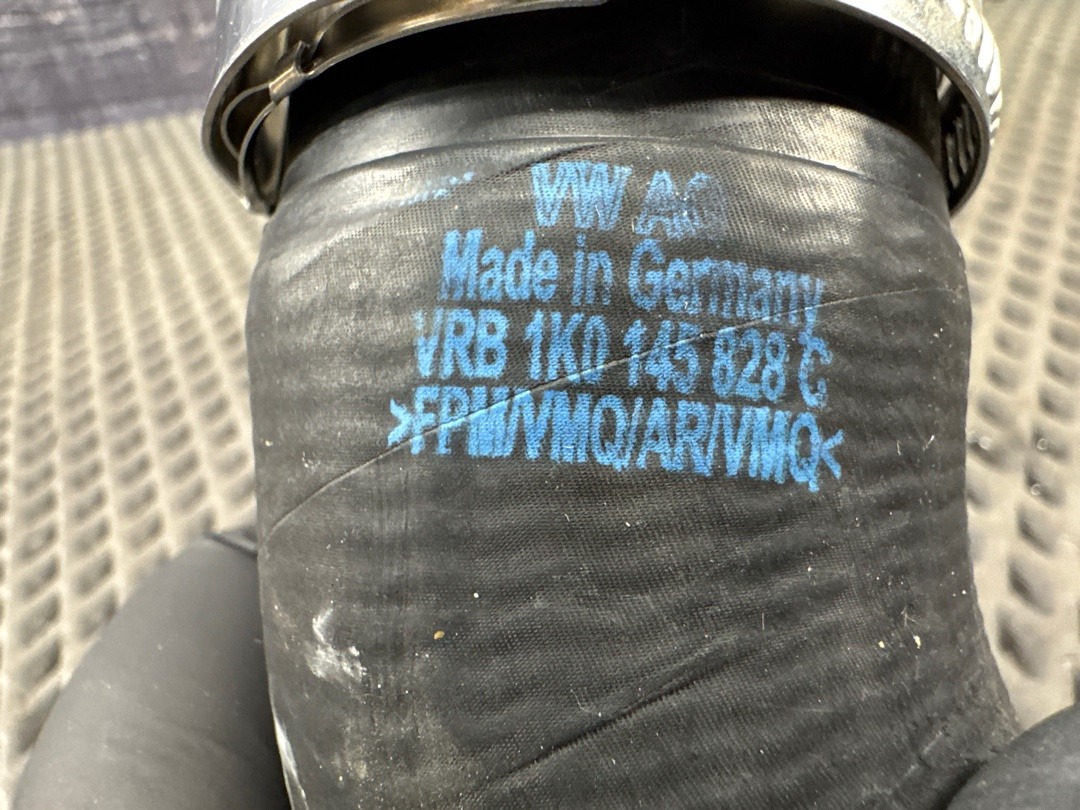 VW AG
Made in Germany
VRB 1K0 145 828 C
>FPM/VMQ/AR/VMQ<